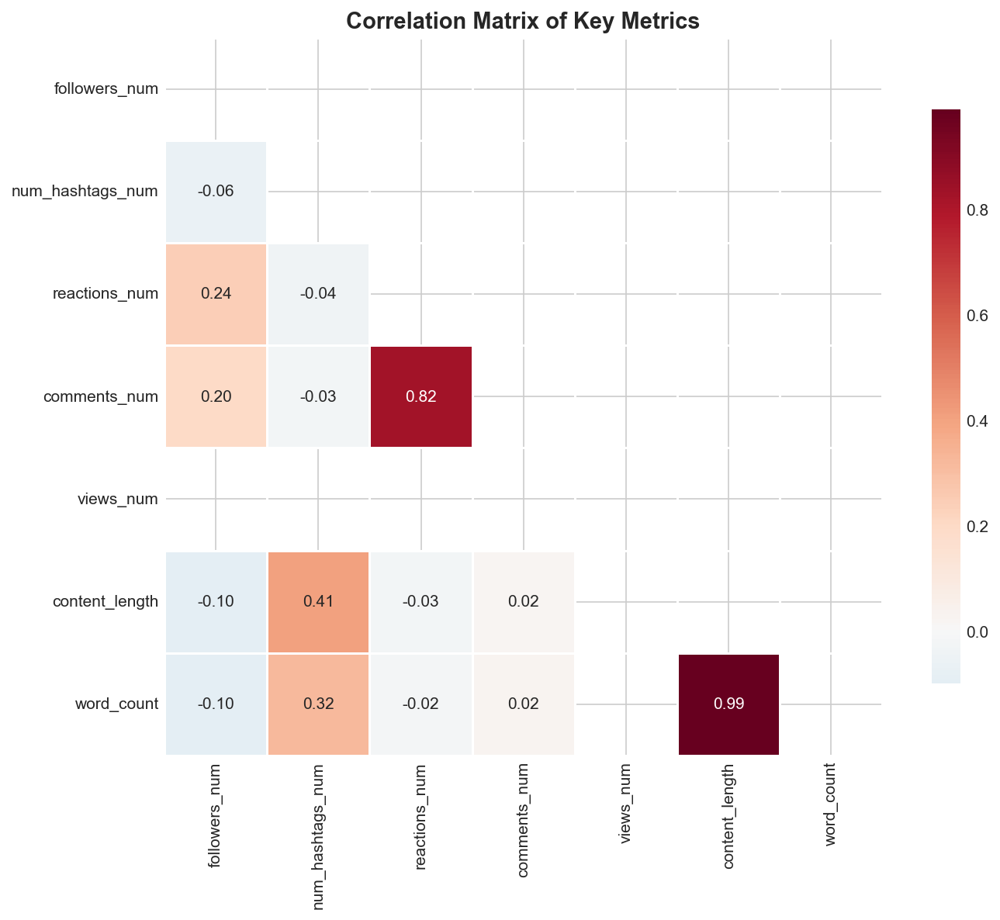 Correlation Matrix of Key Metrics
followers_num
num_hashtags_num -0.06
reactions_num 0.24 -0.04
comments_num 0.20 -0.03 0.82
views_num
content_length -0.10 0.41 -0.03 0.02
word_count -0.10 0.32 -0.02 0.02 0.99
followers_num
num_hashtags_num
reactions_num
comments_num
views_num
content_length
word_count
0.8
0.6
0.4
0.2
0.0